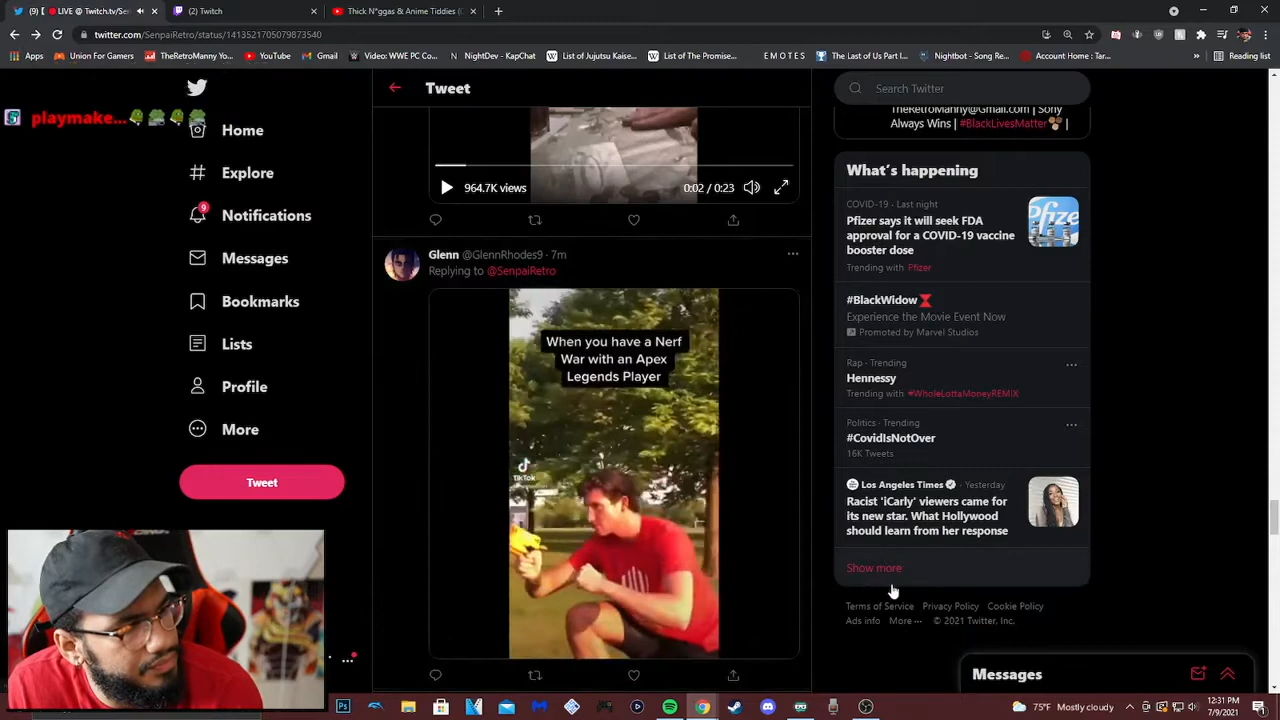 (9) LIVE @ Twitch.tv/Se
(2) Twitch
Thick N*ggas & Anime Tiddies (
twitter.com/SenpaiRetro/status/1413521705079873540
Apps
Union For Gamers
TheRetroManny Yo...
YouTube
Gmail
Video: WWE PC Co...
NightDev - KapChat
List of Jujutsu Kaise...
List of The Promised...
E M O T E S
The Last Of Us Part I...
Nightbot - Song Re...
Account Home : Tar...
»
Reading list
playmake...
Home
Explore
9
Notifications
Messages
Bookmarks
Lists
Profile
More
Tweet
Tweet
964.7K views
0:02 / 0:23
Glenn @GlennRhodes9 · 7m
Replying to @SenpaiRetro
When you have a Nerf
War with an Apex
Legends Player
TikTok
Search Twitter
TheRetroManny@Gmail.com | Sony
Always Wins | #BlackLivesMatter |
What's happening
COVID-19 · Last night
Pfizer says it will seek FDA
approval for a COVID-19 vaccine
booster dose
Trending with Pfizer
Pfizer
#BlackWidow
Experience the Movie Event Now
Promoted by Marvel Studios
Rap · Trending
Hennessy
Trending with #WholeLottaMoneyREMIX
Politics · Trending
#CovidIsNotOver
16K Tweets
Los Angeles Times · Yesterday
Racist 'iCarly' viewers came for
its new star. What Hollywood
should learn from her response
Show more
Terms of Service Privacy Policy Cookie Policy
Ads info More ··· © 2021 Twitter, Inc.
Messages
Ps
75°F Mostly cloudy
12:31 PM
7/9/2021